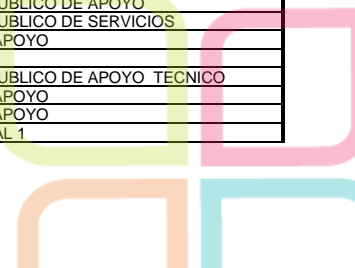 UBLICO DE APOYO
UBLICO DE SERVICIOS
APOYO
UBLICO DE APOYO TECNICO
APOYO
APOYO
AL 1